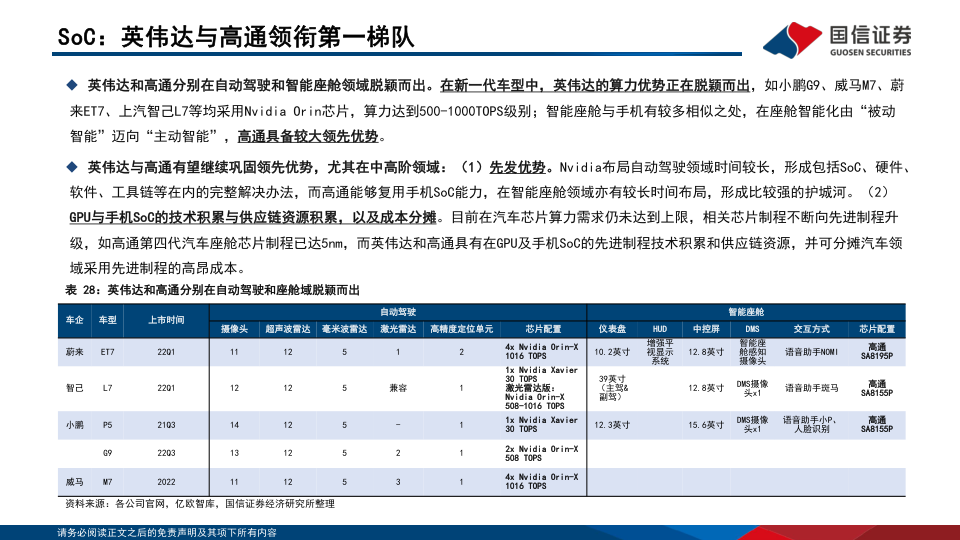 SoC：英伟达与高通领衔第一梯队
国信证券
GUOSEN SECURITIES
◆ 英伟达和高通分别在自动驾驶和智能座舱领域脱颖而出。在新一代车型中，英伟达的算力优势正在脱颖而出，如小鹏G9、威马M7、蔚
来ET7、上汽智己L7等均采用Nvidia Orin芯片，算力达到500-1000TOPS级别；智能座舱与手机有较多相似之处，在座舱智能化由“被动
智能”迈向“主动智能”，高通具备较大领先优势。
◆ 英伟达与高通有望继续巩固领先优势，尤其在中高阶领域：（1）先发优势。Nvidia布局自动驾驶领域时间较长，形成包括SoC、硬件、
软件、工具链等在内的完整解决办法，而高通能够复用手机SoC能力，在智能座舱领域亦有较长时间布局，形成比较强的护城河。（2）
GPU与手机SoC的技术积累与供应链资源积累，以及成本分摊。目前在汽车芯片算力需求仍未达到上限，相关芯片制程不断向先进制程升
级，如高通第四代汽车座舱芯片制程已达5nm，而英伟达和高通具有在GPU及手机SoC的先进制程技术积累和供应链资源，并可分摊汽车领
域采用先进制程的高昂成本。
表 28：英伟达和高通分别在自动驾驶和座舱域脱颖而出
车企 车型 上市时间 自动驾驶 智能座舱
摄像头 超声波雷达 毫米波雷达 激光雷达 高精度定位单元 芯片配置 仪表盘 HUD 中控屏 DMS 交互方式 芯片配置
蔚来 ET7 22Q1 11 12 5 1 2 4x Nvidia Orin-X 1016 TOPS 10.2英寸 增强平视显示系统 12.8英寸 智能座舱感知摄像头 语音助手NOMI 高通SA8195P
智己 L7 22Q1 12 12 5 兼容 1 1x Nvidia Xavier 30 TOPS 激光雷达版：Nvidia Orin-X 508-1016 TOPS 39英寸（主驾&副驾） 12.8英寸 DMS摄像头x1 语音助手斑马 高通SA8155P
小鹏 P5 21Q3 14 12 5 - 1 1x Nvidia Xavier 30 TOPS 12.3英寸 15.6英寸 DMS摄像头x1 语音助手小P、人脸识别 高通SA8155P
G9 22Q3 13 12 5 2 1 2x Nvidia Orin-X 508 TOPS
威马 M7 2022 11 12 5 3 1 4x Nvidia Orin-X 1016 TOPS
资料来源：各公司官网，亿欧智库，国信证券经济研究所整理
请务必阅读正文之后的免责声明及其项下所有内容